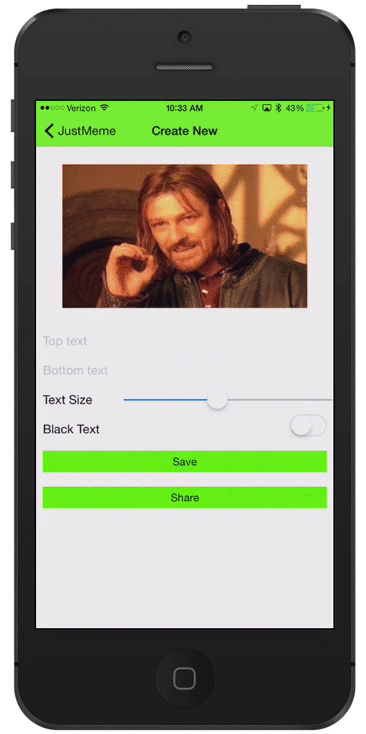 Verizon 10:33 AM 43%
JustMeme Create New
Top text
Bottom text
Text Size
Black Text
Save
Share